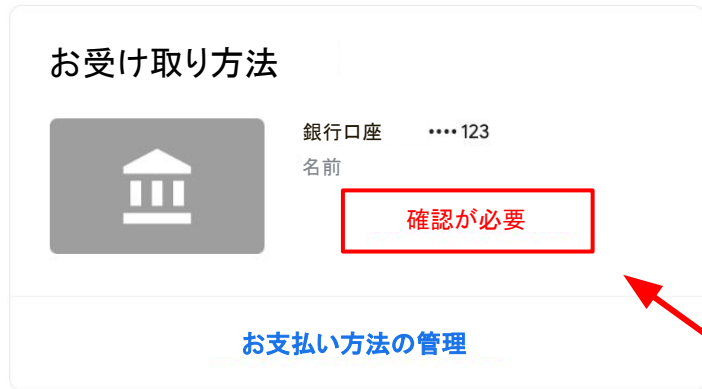 お受け取り方法
銀行口座 •••• 123
名前
確認が必要
お支払い方法の管理